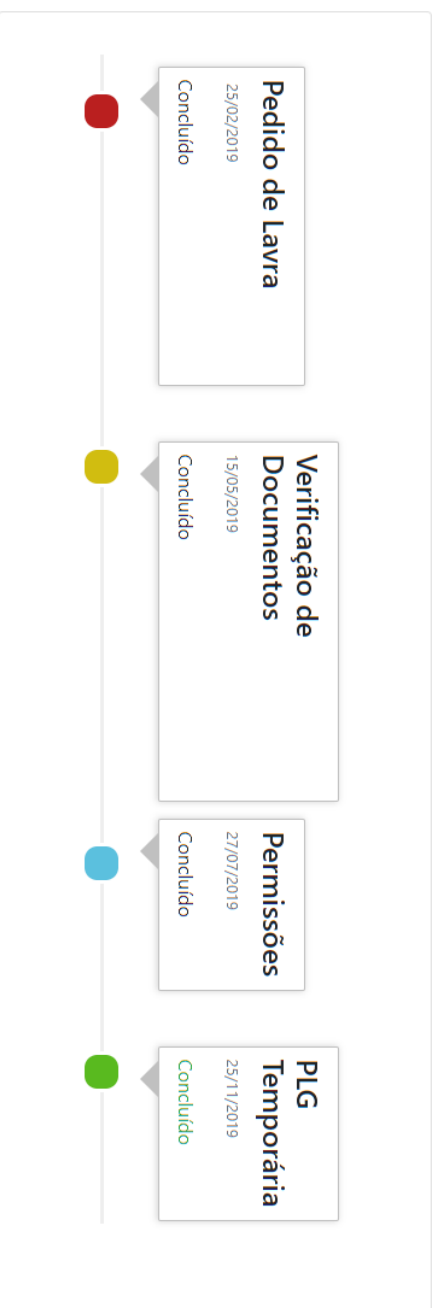 Pedido de Lavra
25/02/2019
Concluído
Verificação de
Documentos
15/05/2019
Concluído
Permissões
27/07/2019
Concluído
PLG
Temporária
25/11/2019
Concluído